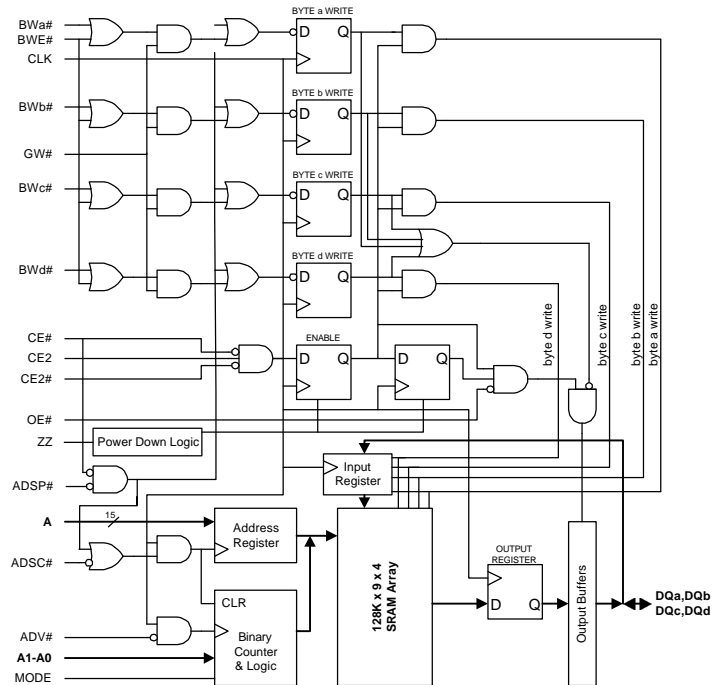 BYTE a WRITE
BWa#
BWE#
D Q
CLK
BYTE b WRITE
BWb#
D Q
GW#
BYTE c WRITE
BWc#
D Q
BYTE d WRITE
BWd#
D Q
byte d write
byte c write
byte b write
byte a write
CE#
ENABLE
CE2
D Q
D Q
CE2#
OE#
ZZ
Power Down Logic
Input
Register
ADSP#
A
15
Address
Register
ADSC#
128K x 9 x 4
SRAM Array
OUTPUT
REGISTER
D Q
Output Buffers
DQa,DQb
DQc,DQd
CLR
ADV#
Binary
Counter
& Logic
A1-A0
MODE